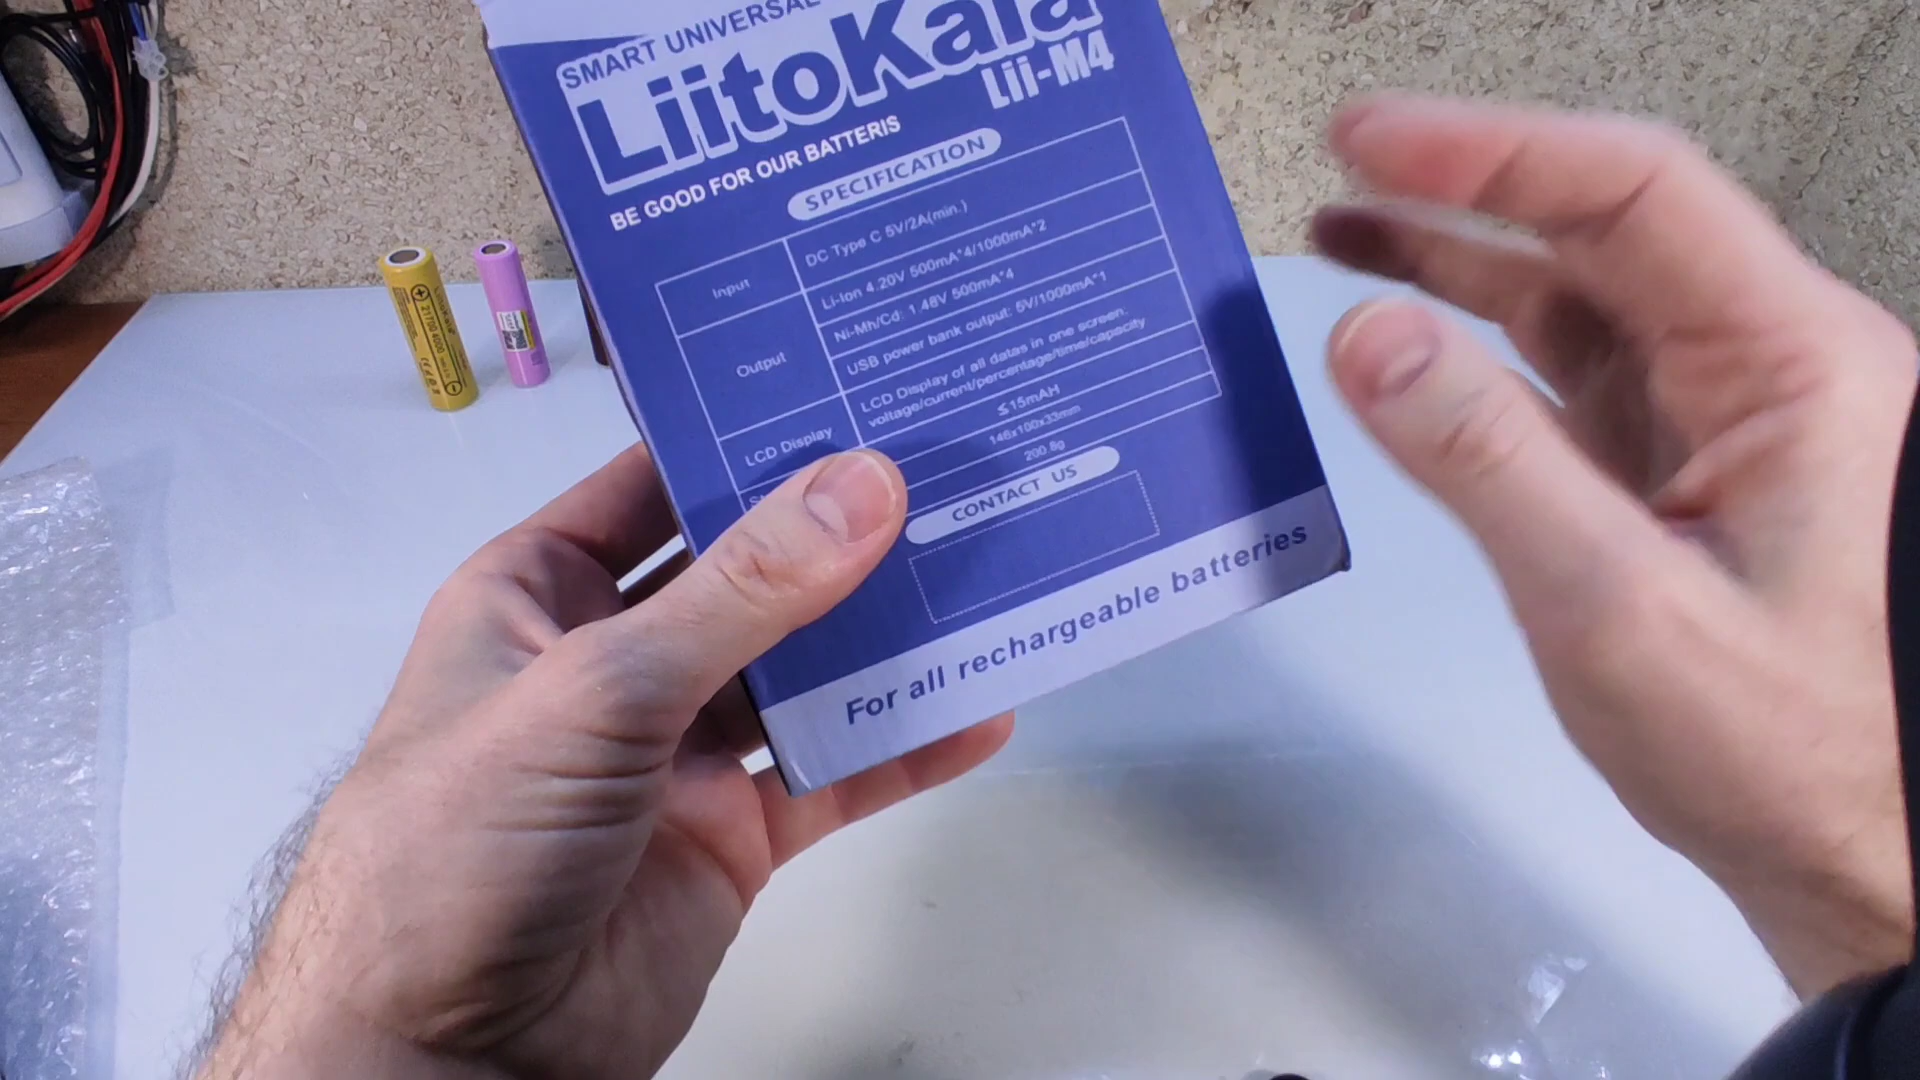 SMART UNIVERSAL
LiitoKala
Lii-M4
BE GOOD FOR OUR BATTERIS
SPECIFICATION
Input
DC Type C 5V/2A(min.)
Output
Li-Ion 4.20V 500mA*4/1000mA*2
Ni-Mh/Cd: 1.48V 500mA*4
USB power bank output: 5V/1000mA*1
LCD Display
LCD Display of all datas in one screen.
voltage/current/percentage/time/capacity
≤15mAH
146x100x33mm
200.8g
CONTACT US
For all rechargeable batteries
21700 4000